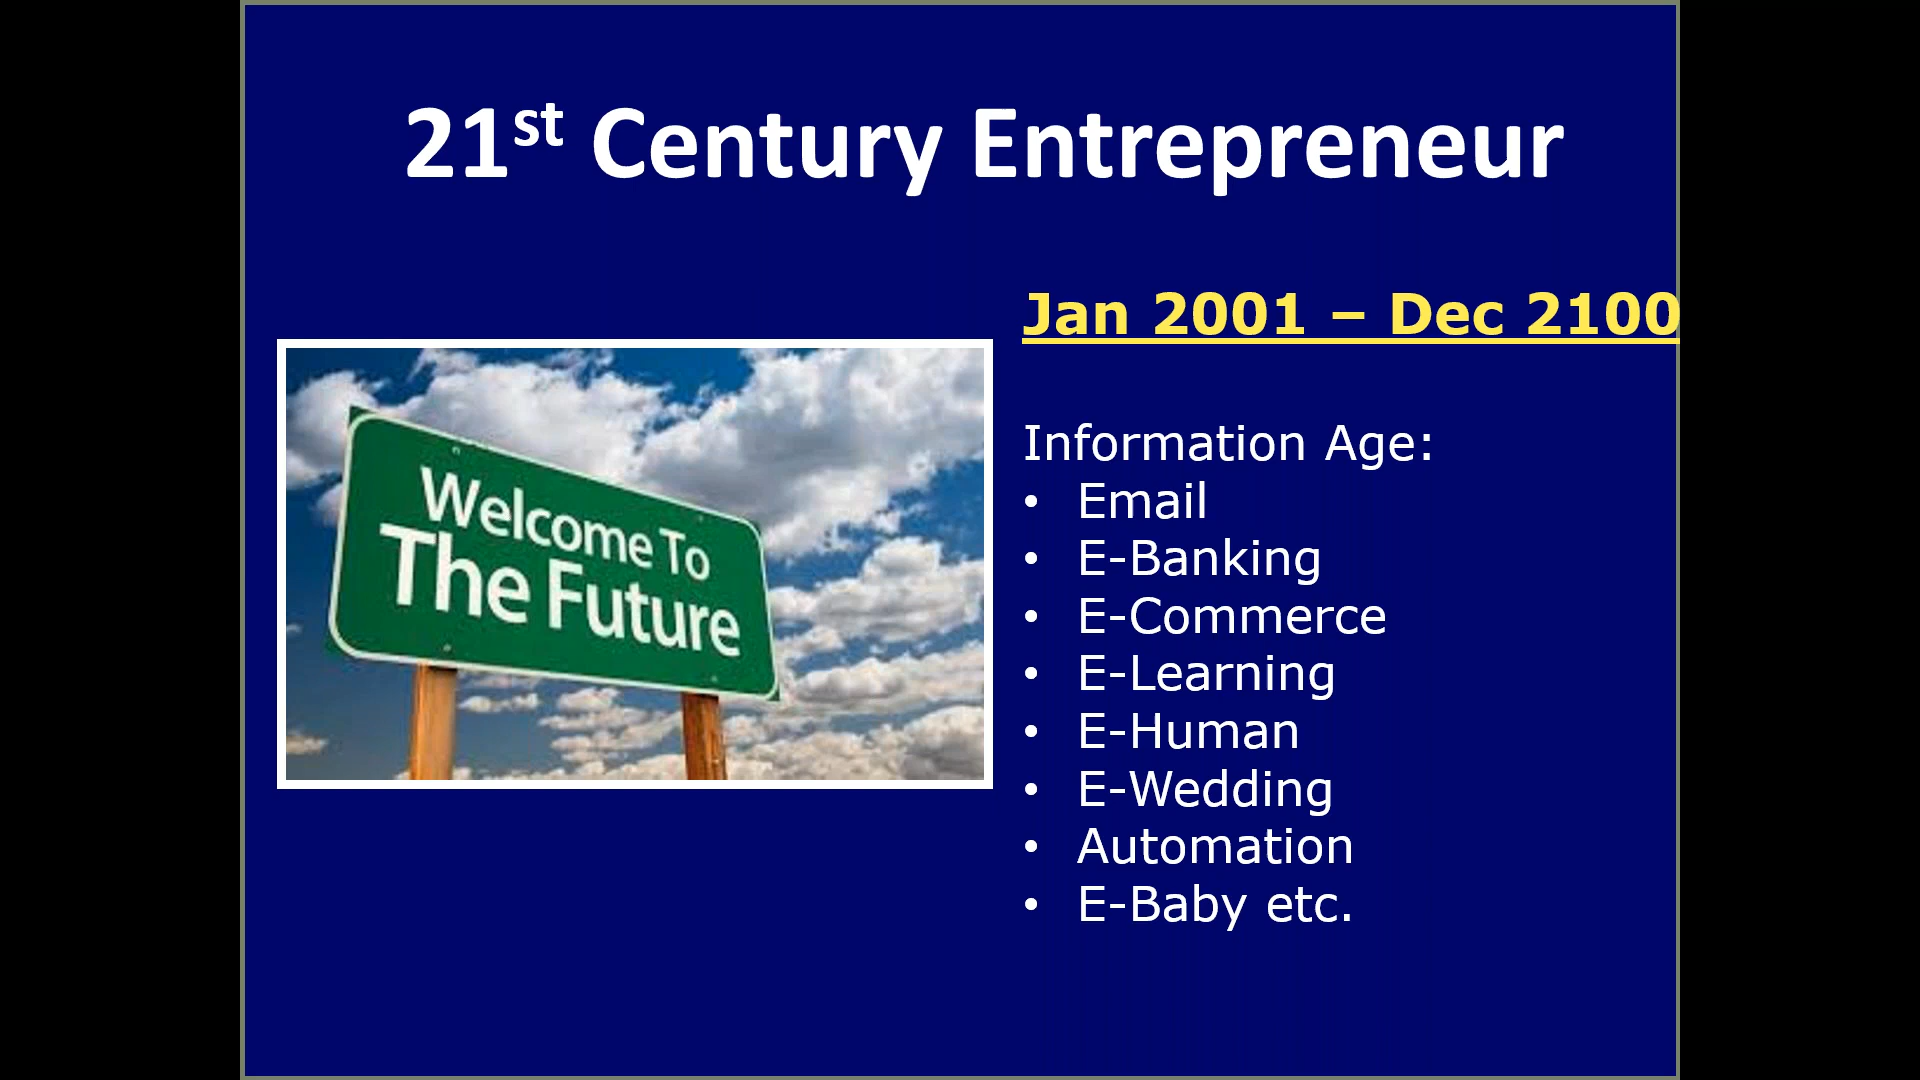 21st Century Entrepreneur
Jan 2001 – Dec 2100
Welcome To
The Future
Information Age:
• Email
• E-Banking
• E-Commerce
• E-Learning
• E-Human
• E-Wedding
• Automation
• E-Baby etc.